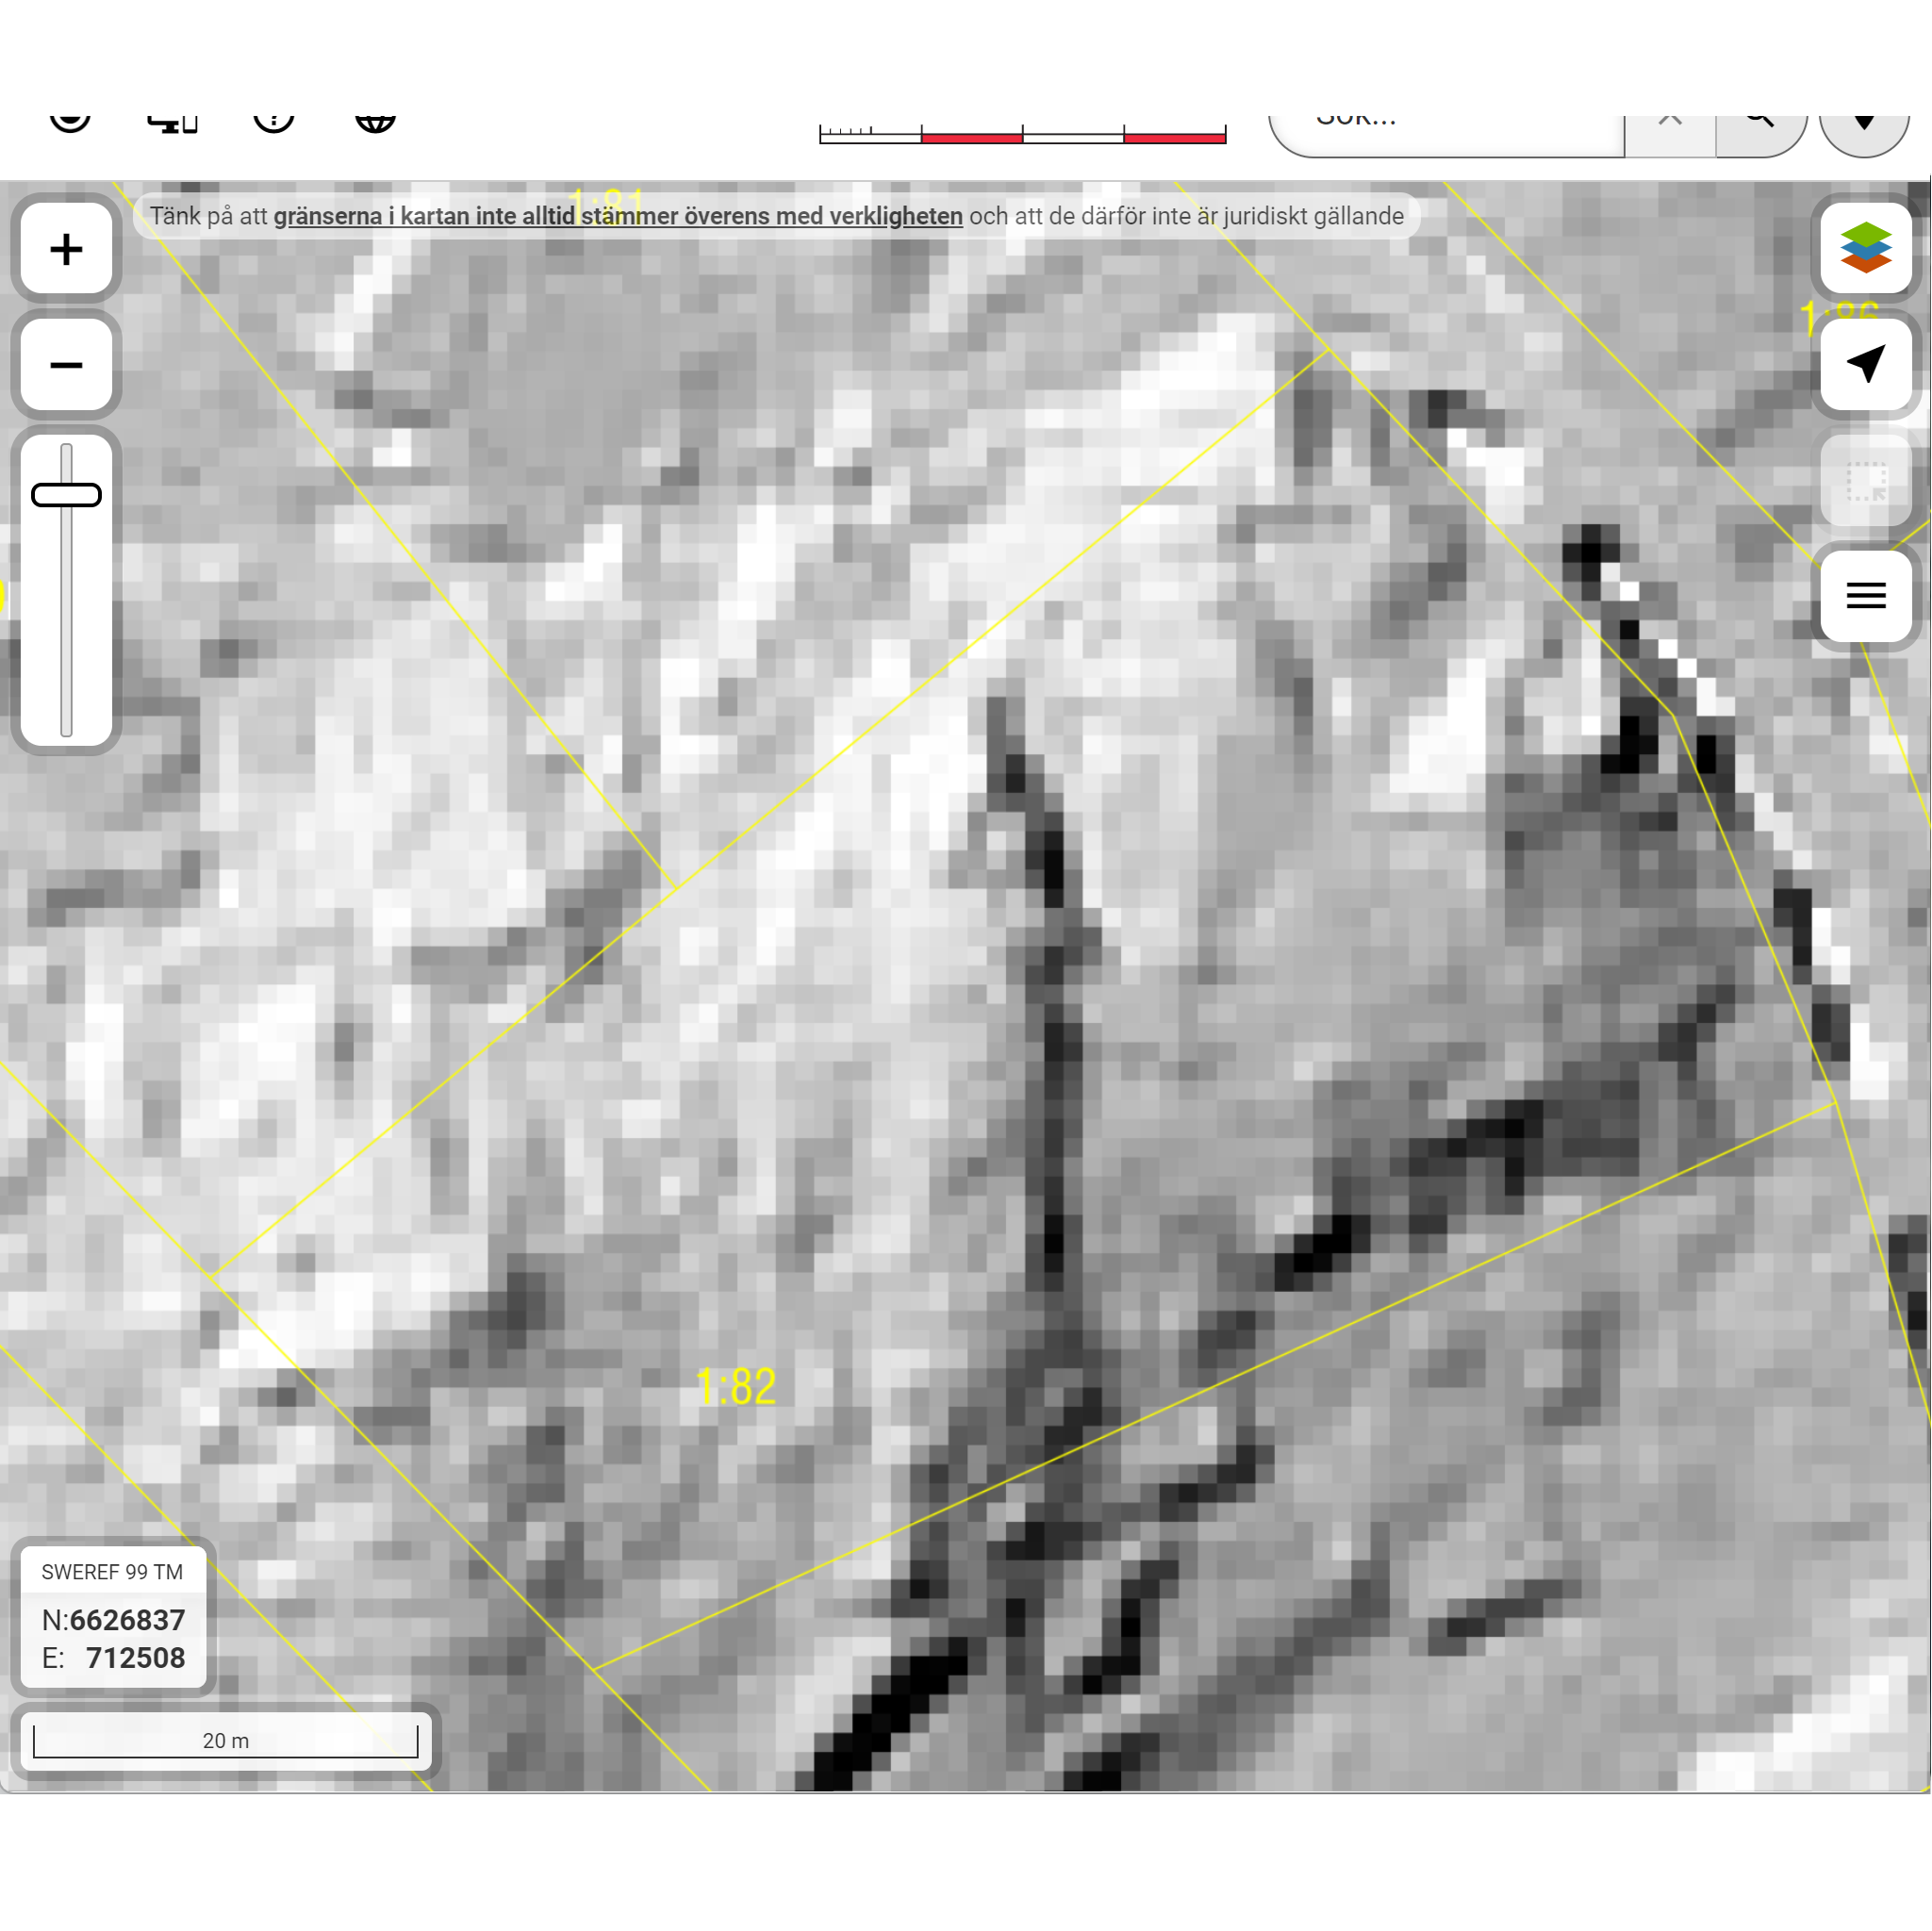 Sök...
1:81
Tänk på att gränserna i kartan inte alltid stämmer överens med verkligheten och att de därför inte är juridiskt gällande
1:86
1:82
SWEREF 99 TM
N:6626837
E: 712508
20 m